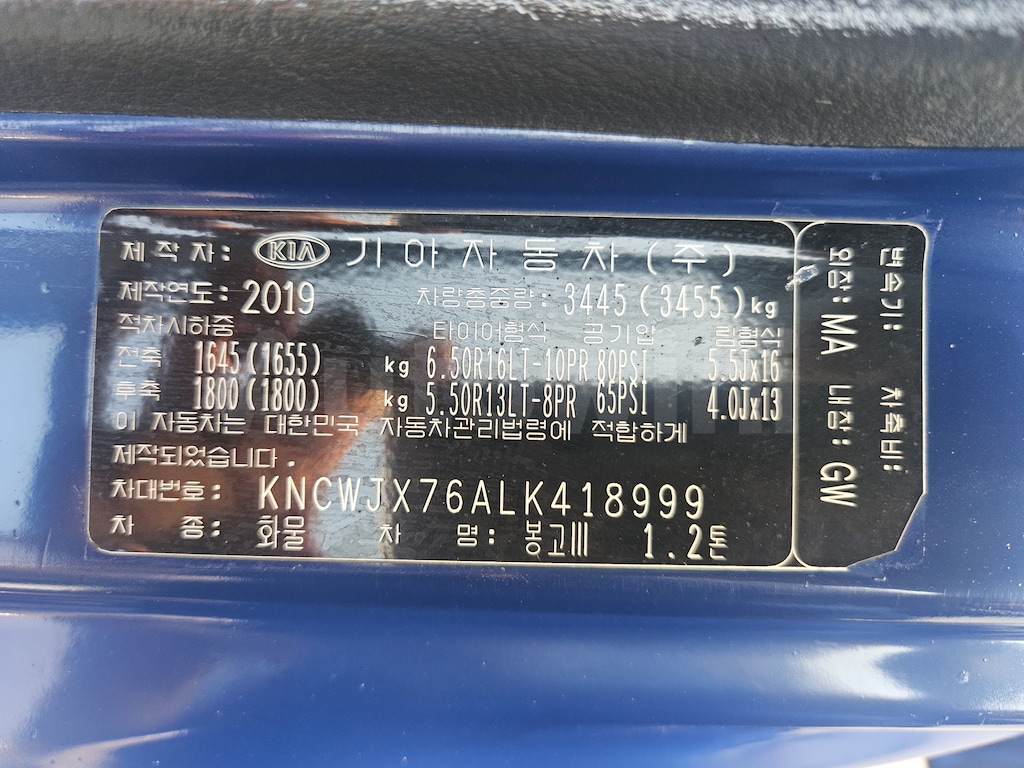 제 작 자: KIA 기 아 자 동 차 (주)
제작연도: 2019 차량총중량: 3445 (3455) kg
적차시하중 타이어형식 공기압 림형식
전축 1645 (1655) kg 6.50R16LT-10PR 80PSI 5.5Jx16
후축 1800 (1800) kg 5.50R13LT-8PR 65PSI 4.0Jx13
이 자동차는 대한민국 자동차관리법령에 적합하게
제작되었습니다.
차대번호: KNCWJX76ALK418999
차 종: 화물 차 명: 봉고III 1.2톤
변속기: 차축비:
외장: MA 내장: GW